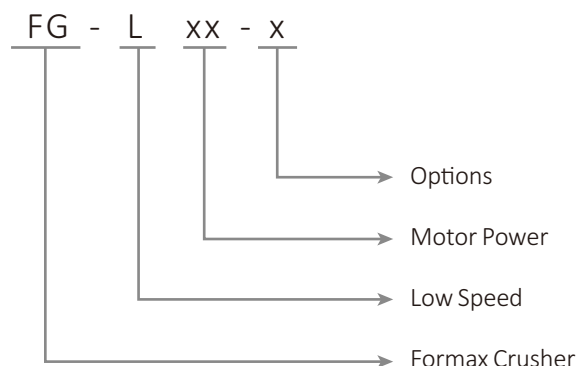 FG - L xx - x
Options
Motor Power
Low Speed
Formax Crusher